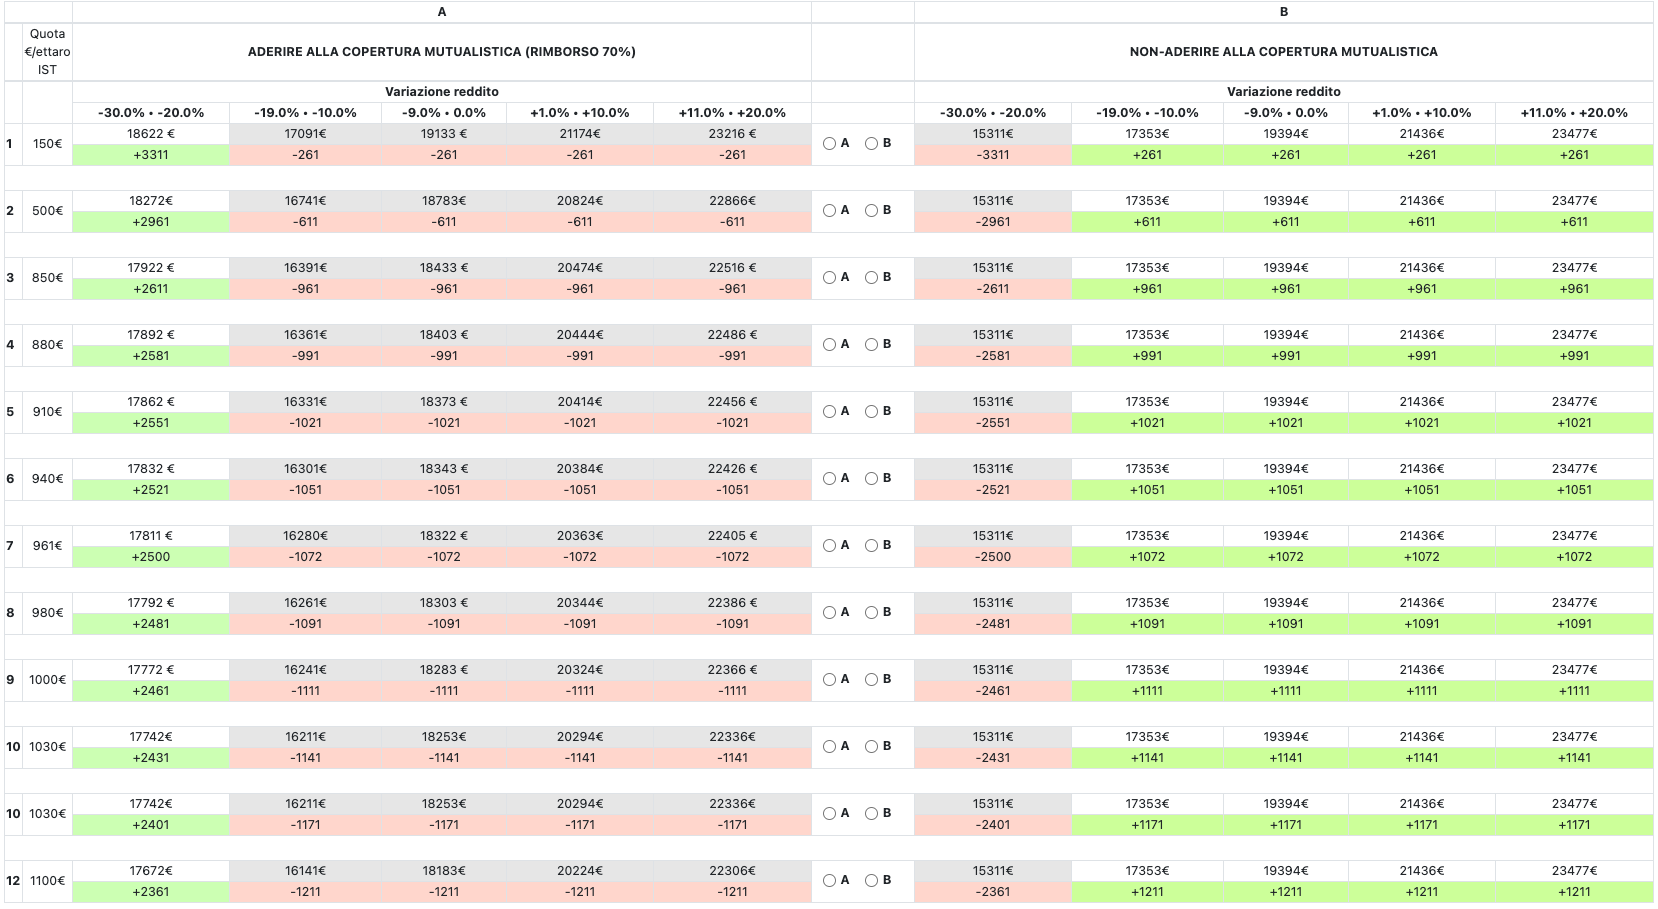 A B
Quota
€/ettaro
IST
ADERIRE ALLA COPERTURA MUTUALISTICA (RIMBORSO 70%) NON-ADERIRE ALLA COPERTURA MUTUALISTICA
Variazione reddito Variazione reddito
-30.0% • -20.0% -19.0% • -10.0% -9.0% • 0.0% +1.0% • +10.0% +11.0% • +20.0% -30.0% • -20.0% -19.0% • -10.0% -9.0% • 0.0% +1.0% • +10.0% +11.0% • +20.0%
18622 € 17091€ 19133 € 21174€ 23216 € 15311€ 17353€ 19394€ 21436€ 23477€
1 150€ A B
+3311 -261 -261 -261 -261 -3311 +261 +261 +261 +261
18272€ 16741€ 18783€ 20824€ 22866€ 15311€ 17353€ 19394€ 21436€ 23477€
2 500€ A B
+2961 -611 -611 -611 -611 -2961 +611 +611 +611 +611
17922 € 16391€ 18433 € 20474€ 22516 € 15311€ 17353€ 19394€ 21436€ 23477€
3 850€ A B
+2611 -961 -961 -961 -961 -2611 +961 +961 +961 +961
17892 € 16361€ 18403 € 20444€ 22486 € 15311€ 17353€ 19394€ 21436€ 23477€
4 880€ A B
+2581 -991 -991 -991 -991 -2581 +991 +991 +991 +991
17862 € 16331€ 18373 € 20414€ 22456 € 15311€ 17353€ 19394€ 21436€ 23477€
5 910€ A B
+2551 -1021 -1021 -1021 -1021 -2551 +1021 +1021 +1021 +1021
17832 € 16301€ 18343 € 20384€ 22426 € 15311€ 17353€ 19394€ 21436€ 23477€
6 940€ A B
+2521 -1051 -1051 -1051 -1051 -2521 +1051 +1051 +1051 +1051
17811 € 16280€ 18322 € 20363€ 22405 € 15311€ 17353€ 19394€ 21436€ 23477€
7 961€ A B
+2500 -1072 -1072 -1072 -1072 -2500 +1072 +1072 +1072 +1072
17792 € 16261€ 18303 € 20344€ 22386 € 15311€ 17353€ 19394€ 21436€ 23477€
8 980€ A B
+2481 -1091 -1091 -1091 -1091 -2481 +1091 +1091 +1091 +1091
17772 € 16241€ 18283 € 20324€ 22366 € 15311€ 17353€ 19394€ 21436€ 23477€
9 1000€ A B
+2461 -1111 -1111 -1111 -1111 -2461 +1111 +1111 +1111 +1111
17742€ 16211€ 18253€ 20294€ 22336€ 15311€ 17353€ 19394€ 21436€ 23477€
10 1030€ A B
+2431 -1141 -1141 -1141 -1141 -2431 +1141 +1141 +1141 +1141
17742€ 16211€ 18253€ 20294€ 22336€ 15311€ 17353€ 19394€ 21436€ 23477€
10 1030€ A B
+2401 -1171 -1171 -1171 -1171 -2401 +1171 +1171 +1171 +1171
17672€ 16141€ 18183€ 20224€ 22306€ 15311€ 17353€ 19394€ 21436€ 23477€
12 1100€ A B
+2361 -1211 -1211 -1211 -1211 -2361 +1211 +1211 +1211 +1211